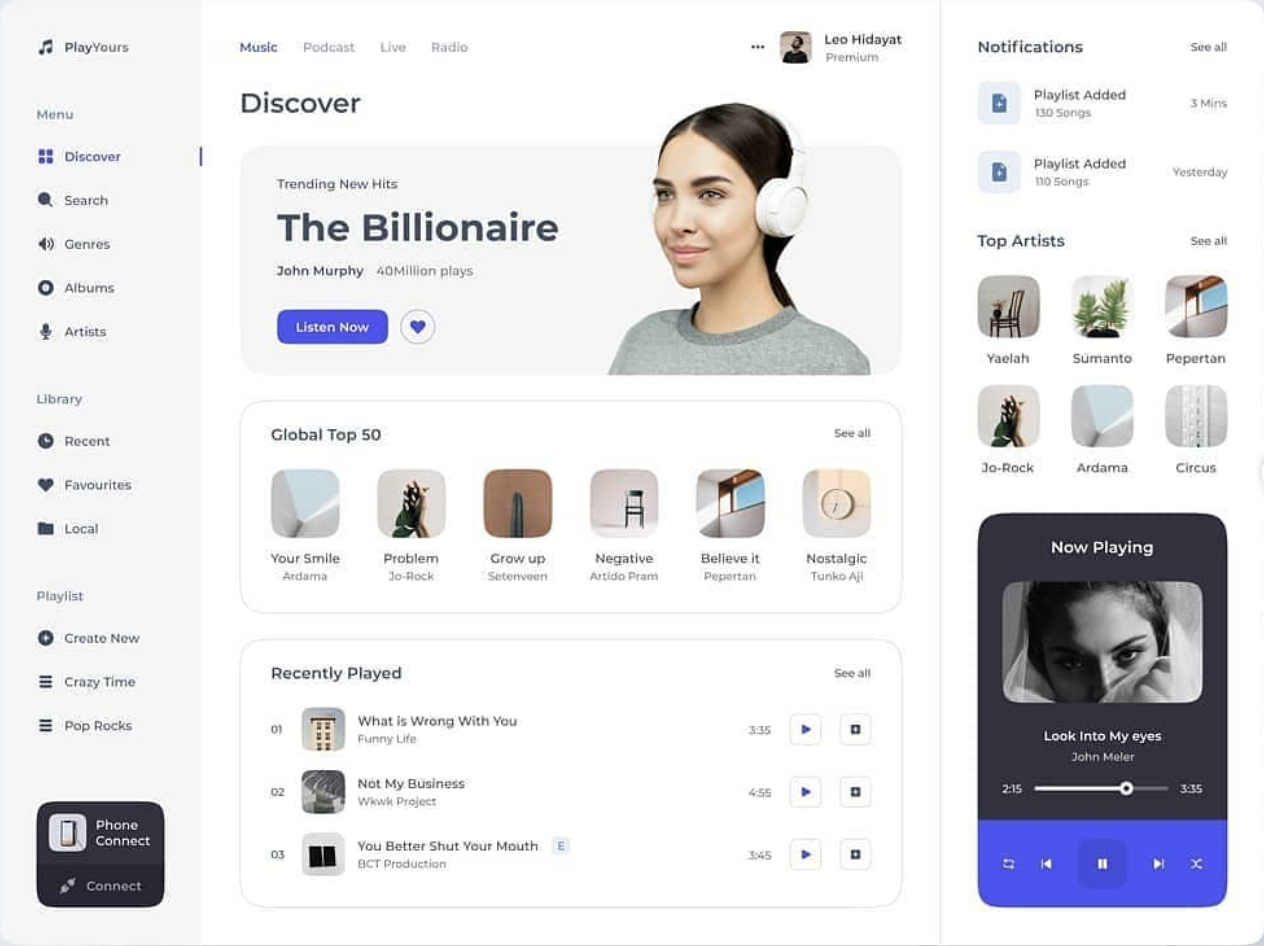 PlayYours
Menu
Discover
Search
Genres
Albums
Artists
Library
Recent
Favourites
Local
Playlist
Create New
Crazy Time
Pop Rocks
Phone
Connect
Connect
Music Podcast Live Radio
Leo Hidayat
Premium
Discover
Trending New Hits
The Billionaire
John Murphy 40Million plays
Listen Now
Global Top 50 See all
Your Smile Problem Grow up Negative Believe it Nostalgic
Ardama Jo-Rock Setenveen Artido Pram Pepertan Tunko Aji
Recently Played See all
01 What is Wrong With You 3:35
Funny Life
02 Not My Business 4:55
Wkwk Project
03 You Better Shut Your Mouth E 3:45
BCT Production
Notifications See all
Playlist Added 3 Mins
130 Songs
Playlist Added Yesterday
110 Songs
Top Artists See all
Yaelah Sumanto Pepertan
Jo-Rock Ardama Circus
Now Playing
Look Into My eyes
John Meler
2:15 3:35